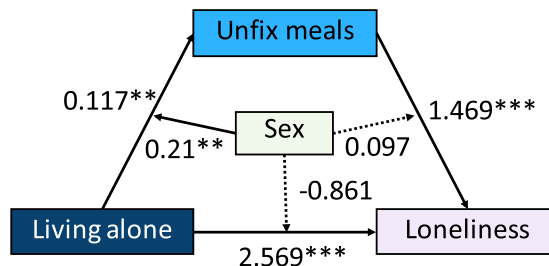 Unfix meals
0.117**
1.469***
Sex
0.21**
0.097
-0.861
Living alone
Loneliness
2.569***